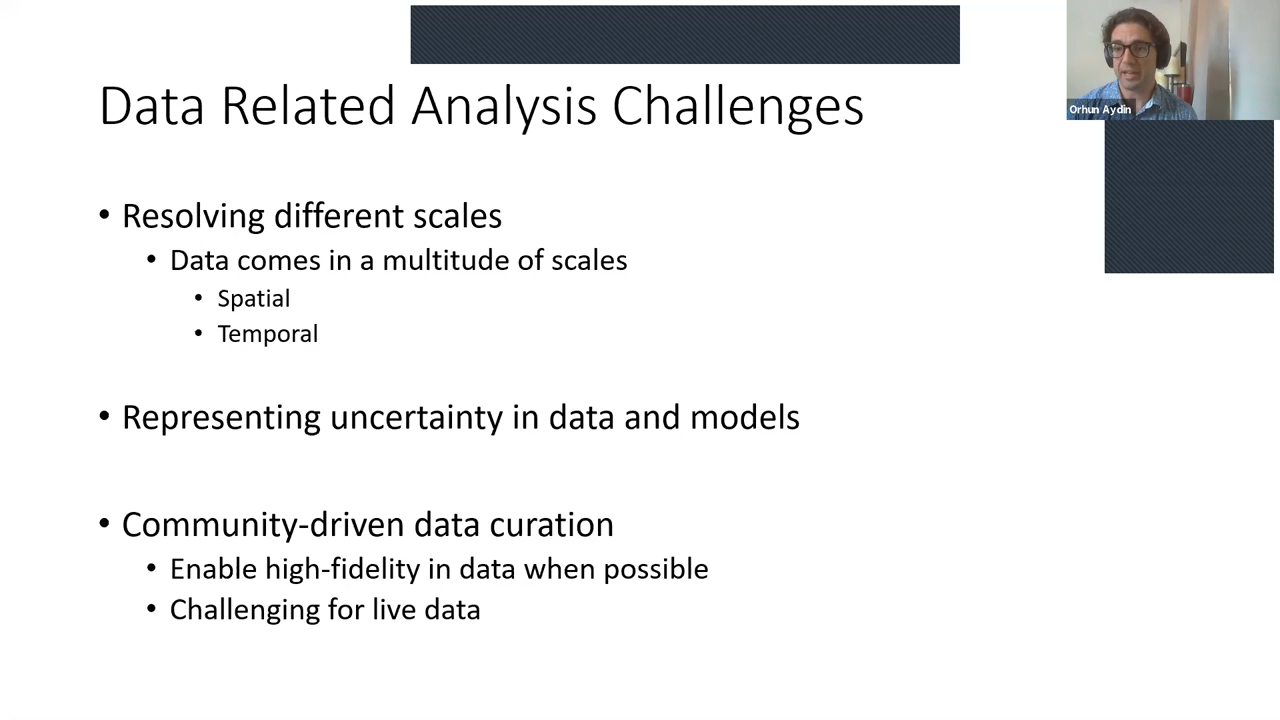 Data Related Analysis Challenges
Orhun Aydin
• Resolving different scales
• Data comes in a multitude of scales
• Spatial
• Temporal
• Representing uncertainty in data and models
• Community-driven data curation
• Enable high-fidelity in data when possible
• Challenging for live data